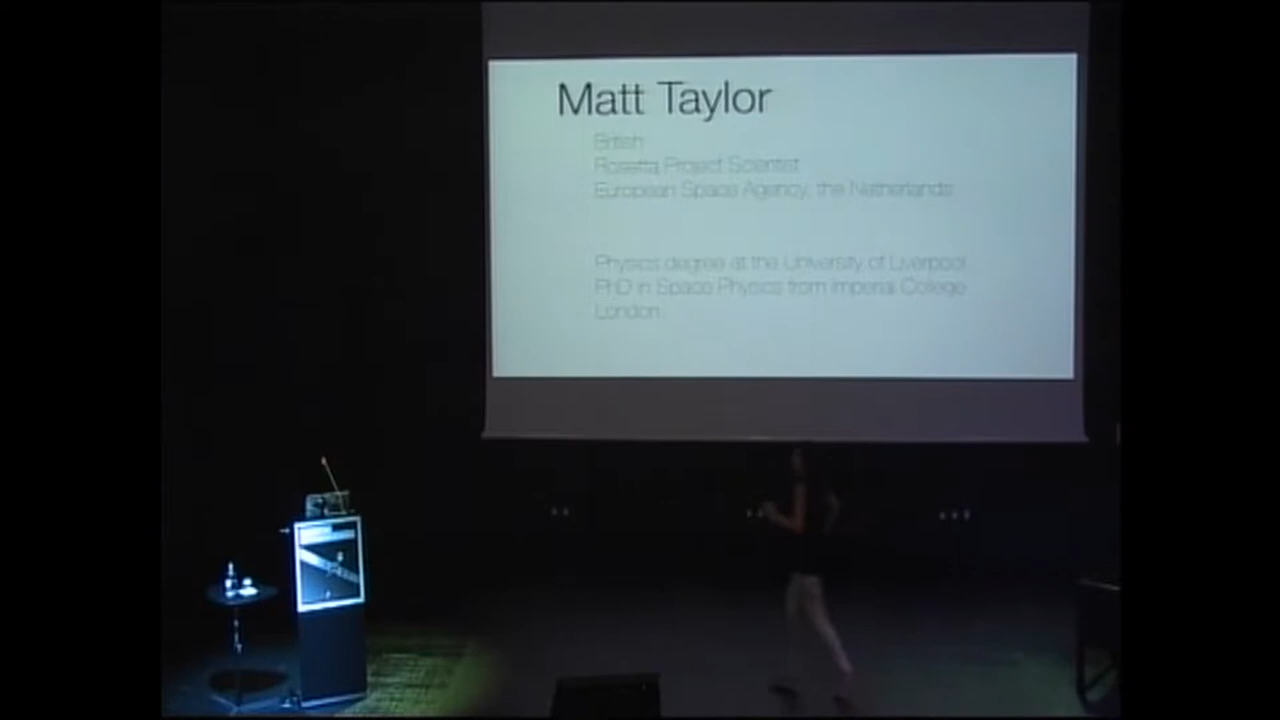 Matt Taylor
British
Rosetta Project Scientist
European Space Agency, the Netherlands
Physics degree at the University of Liverpool
PhD in Space Physics from Imperial College
London